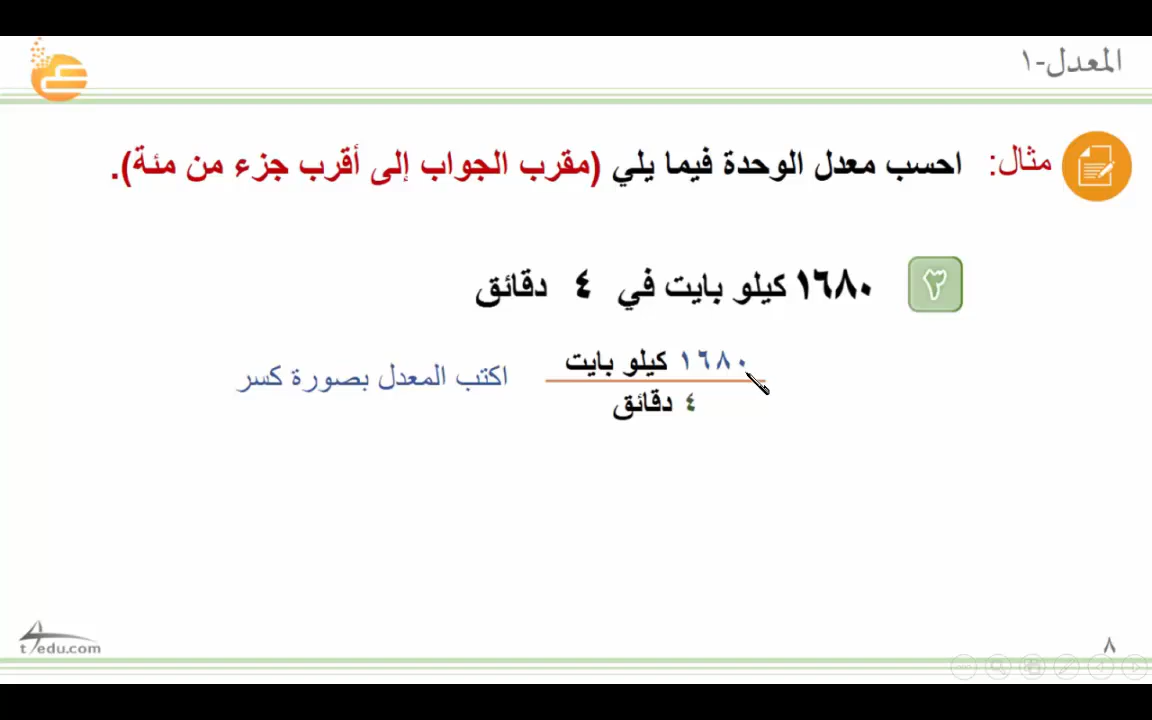 المعدل-١
مثال: احسب معدل الوحدة فيما يلي (مقرب الجواب إلى أقرب جزء من مئة).
٣ ١٦٨٠ كيلو بايت في ٤ دقائق
١٦٨٠ كيلو بايت
٤ دقائق
اكتب المعدل بصورة كسر
t4edu.com
٨